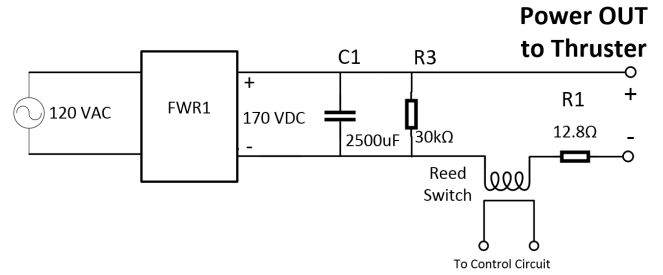 Power OUT
to Thruster
C1
R3
+
120 VAC
FWR1
170 VDC
-
2500uF
30kΩ
R1
12.8Ω
+
-
Reed
Switch
To Control Circuit